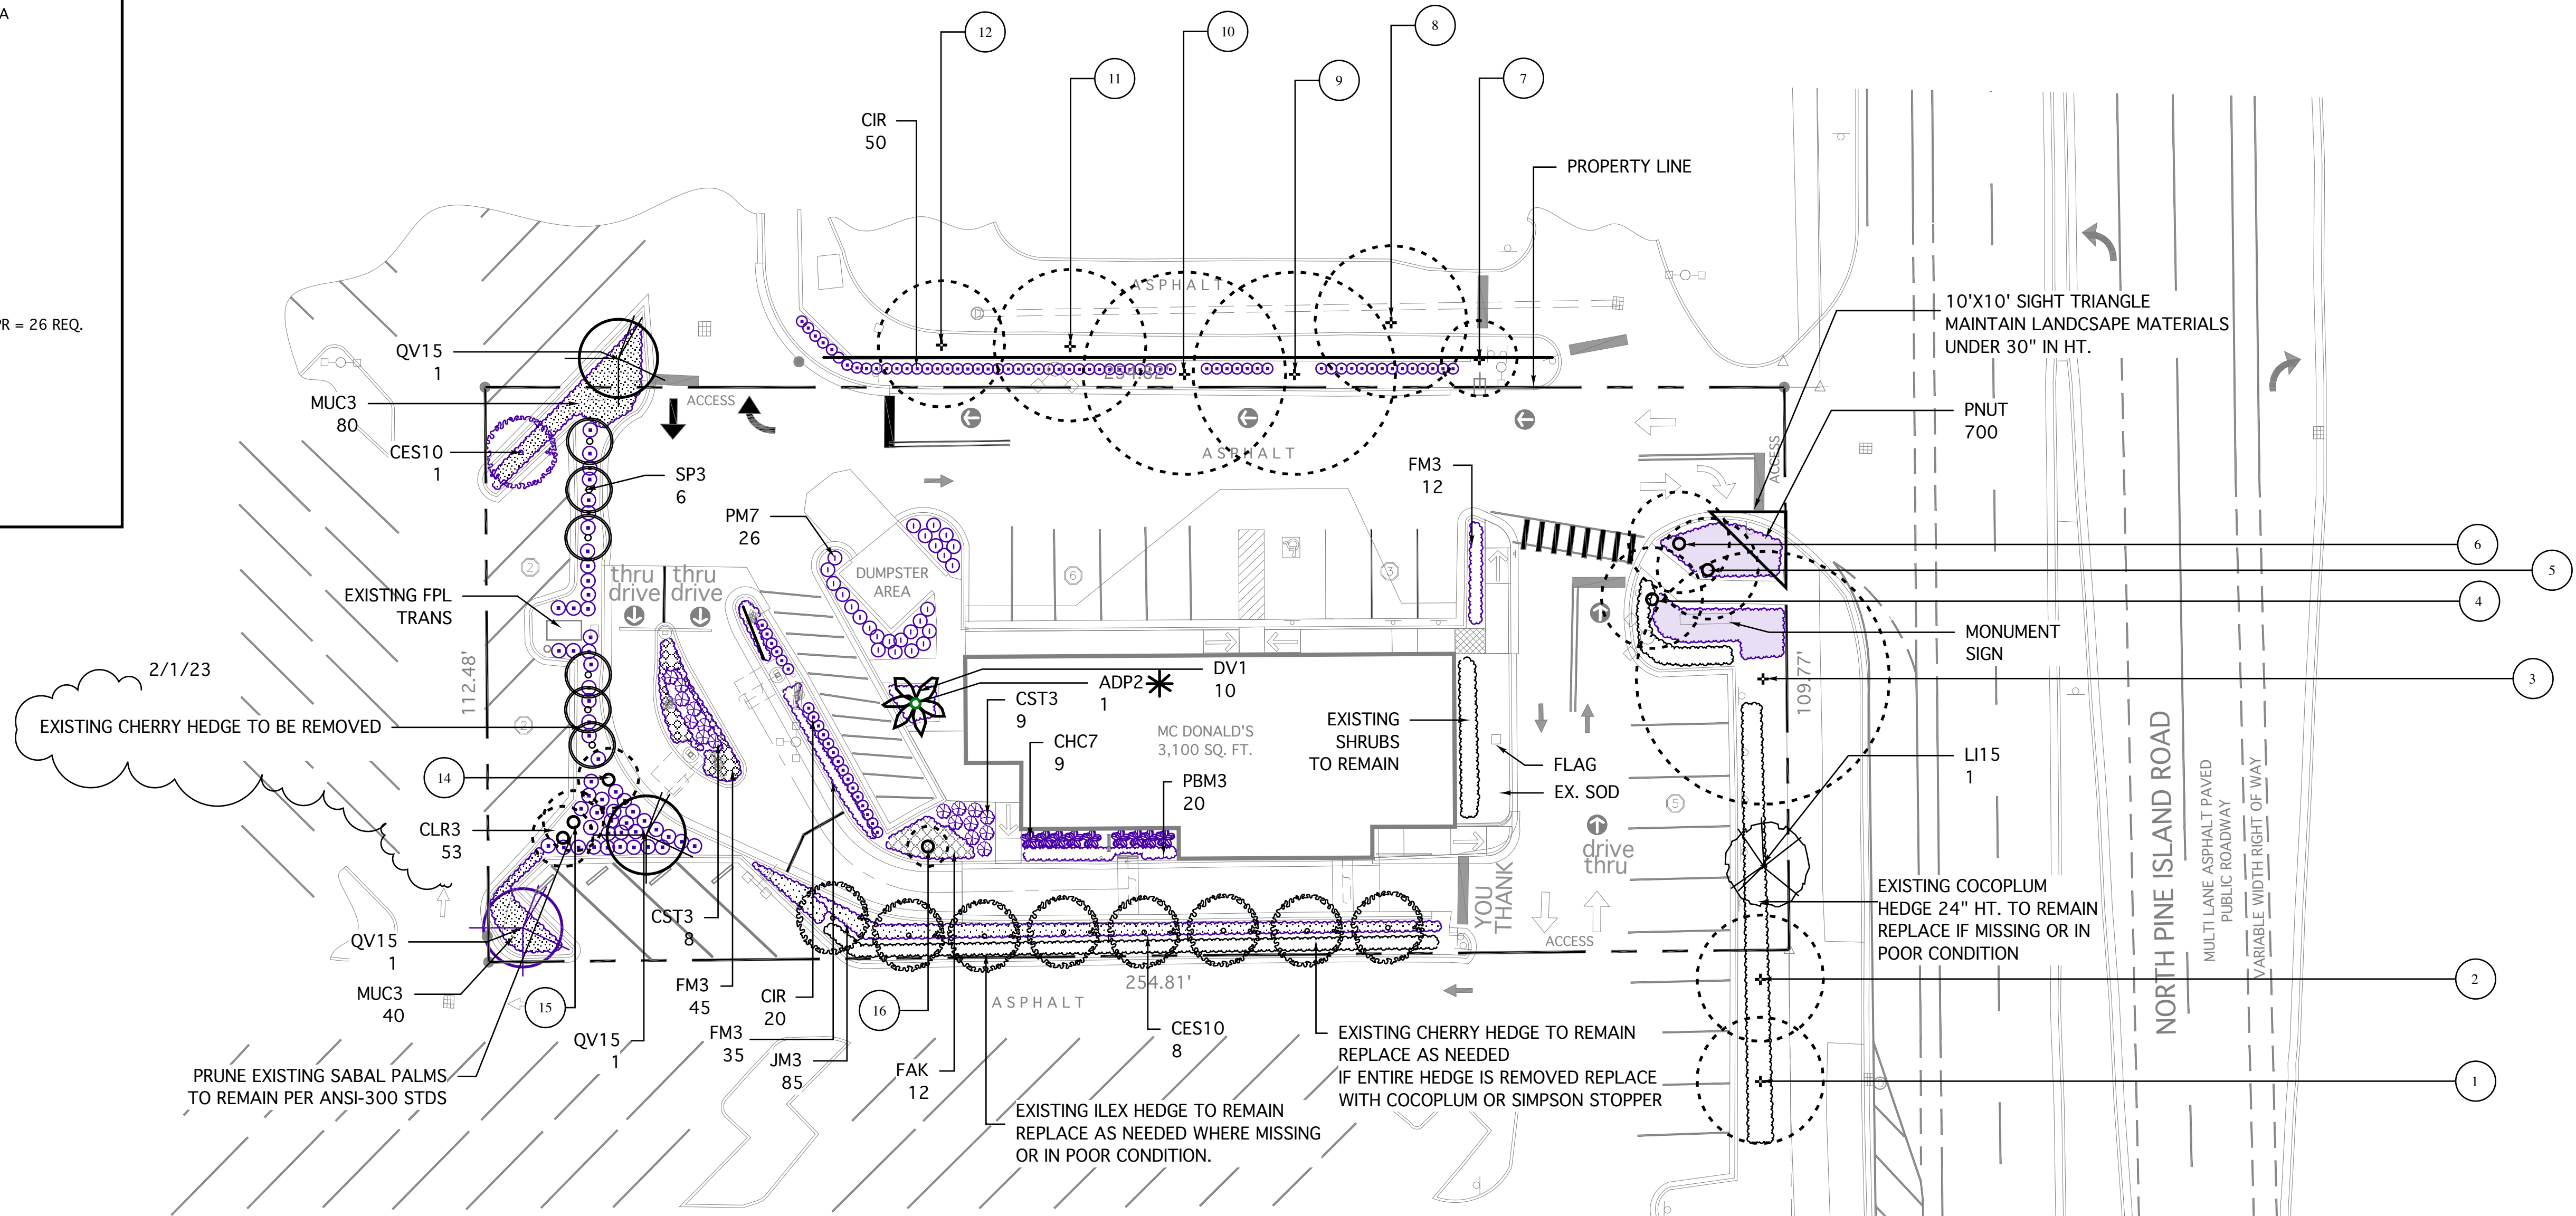 A
PR = 26 REQ.
12
11
10
9
8
7
CIR
50
PROPERTY LINE
ASPHALT
QV15
1
MUC3
80
CES10
1
ACCESS
ASPHALT
SP3
6
PM7
26
FM3
12
10'X10' SIGHT TRIANGLE
MAINTAIN LANDCSAPE MATERIALS
UNDER 30" IN HT.
PNUT
700
ACCESS
6
5
4
MONUMENT
SIGN
3
2
EXISTING FPL
TRANS
thru
drive
thru
drive
DUMPSTER
AREA
6
3
112.48'
109.77'
2/1/23
EXISTING CHERRY HEDGE TO BE REMOVED
2
DV1
10
ADP2
1
CST3
9
CHC7
9
MC DONALD'S
3,100 SQ. FT.
PBM3
20
EXISTING
SHRUBS
TO REMAIN
FLAG
EX. SOD
LI15
1
5
drive
thru
THANK
YOU
NORTH PINE ISLAND ROAD
MULTI LANE ASPHALT PAVED
PUBLIC ROADWAY
VARIABLE WIDTH RIGHT OF WAY
14
CLR3
53
EXISTING COCOPLUM
HEDGE 24" HT. TO REMAIN
REPLACE IF MISSING OR IN
POOR CONDITION
QV15
1
MUC3
40
CST3
8
FM3
45
CIR
20
15
QV15
1
FM3
35
JM3
85
16
FAK
12
ASPHALT
254.81'
ACCESS
CES10
8
2
1
PRUNE EXISTING SABAL PALMS
TO REMAIN PER ANSI-300 STDS
EXISTING CHERRY HEDGE TO REMAIN
REPLACE AS NEEDED
IF ENTIRE HEDGE IS REMOVED REPLACE
WITH COCOPLUM OR SIMPSON STOPPER
EXISTING ILEX HEDGE TO REMAIN
REPLACE AS NEEDED WHERE MISSING
OR IN POOR CONDITION.